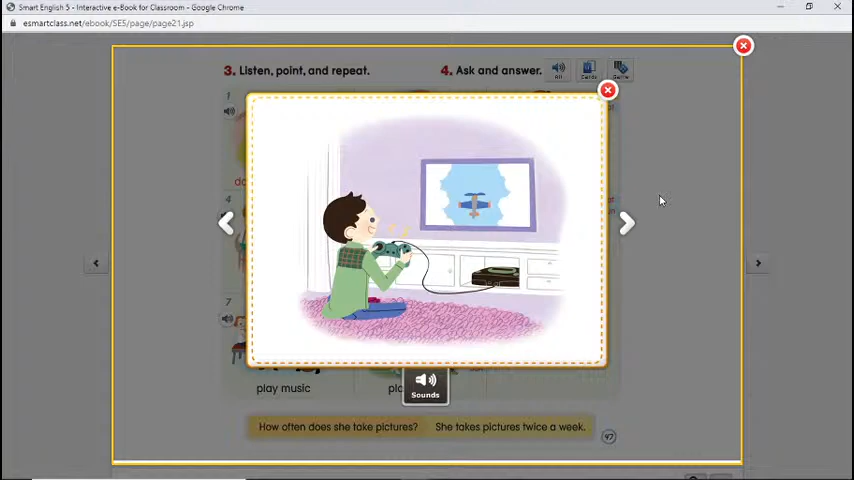 Smart English 5 - Interactive e-Book for Classroom - Google Chrome
esmartclass.net/ebook/SE5/page/page21.jsp
3. Listen, point, and repeat.
4. Ask and answer.
All
Cards
Game
1
4
7
Sounds
play music
How often does she take pictures? She takes pictures twice a week.
47